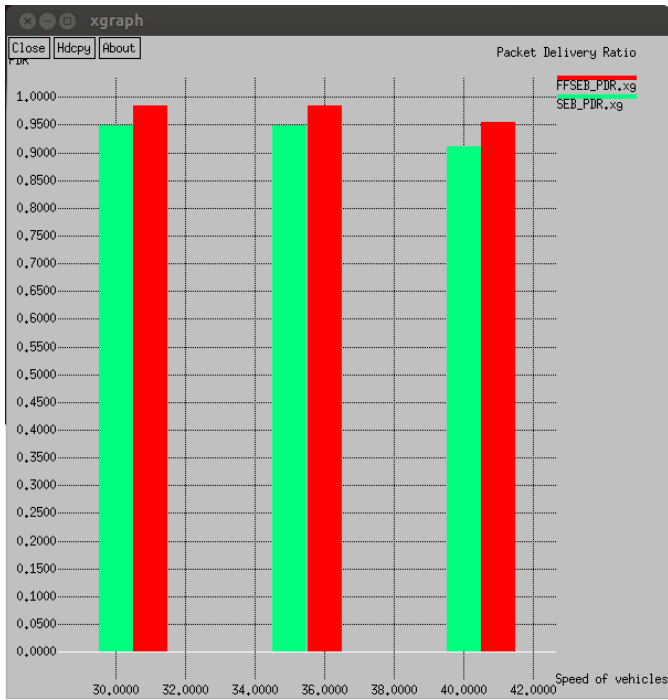 xgraph
Close Hdcpy About
PDR
Packet Delivery Ratio
FFSEB_PDR.xg
SEB_PDR.xg
1.0000
0.9500
0.9000
0.8500
0.8000
0.7500
0.7000
0.6500
0.6000
0.5500
0.5000
0.4500
0.4000
0.3500
0.3000
0.2500
0.2000
0.1500
0.1000
0.0500
0.0000
30.0000 32.0000 34.0000 36.0000 38.0000 40.0000 42.0000
Speed of vehicles